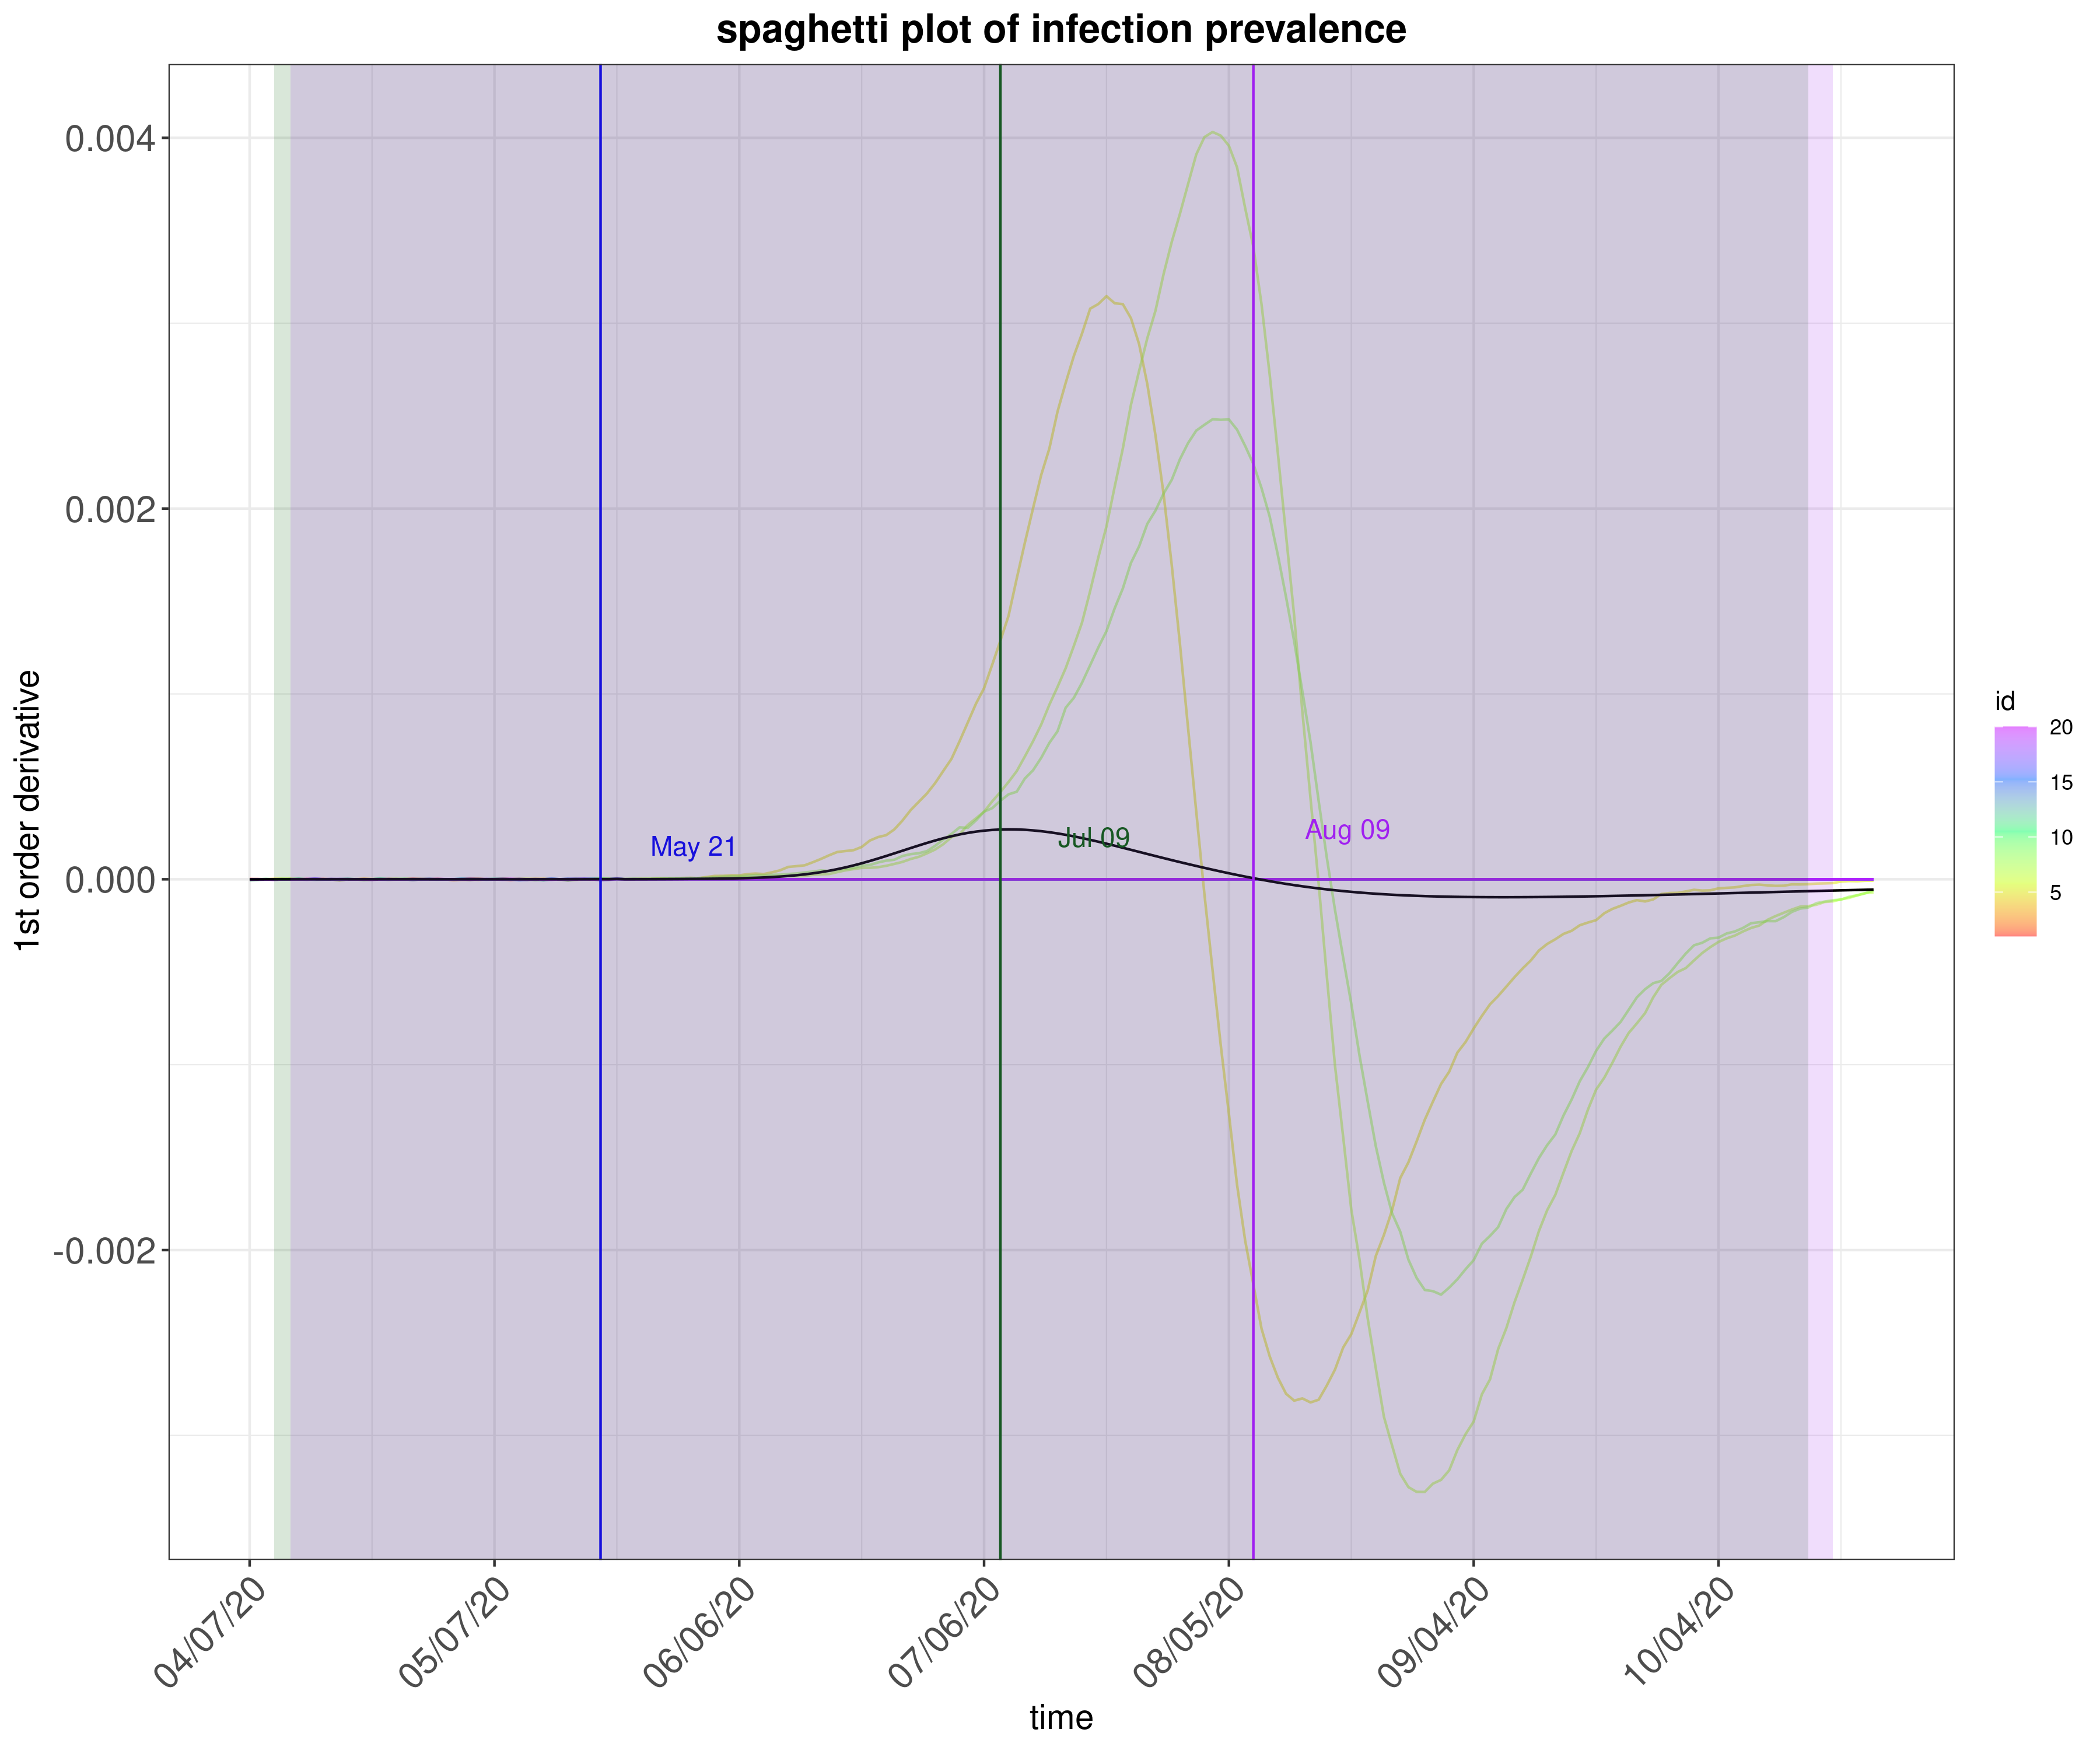 spaghetti plot of infection prevalence
1st order derivative
0.004
0.002
0.000
-0.002
May 21
Jul 09
Aug 09
04/07/20
05/07/20
06/06/20
07/06/20
08/05/20
09/04/20
10/04/20
time
id
20
15
10
5